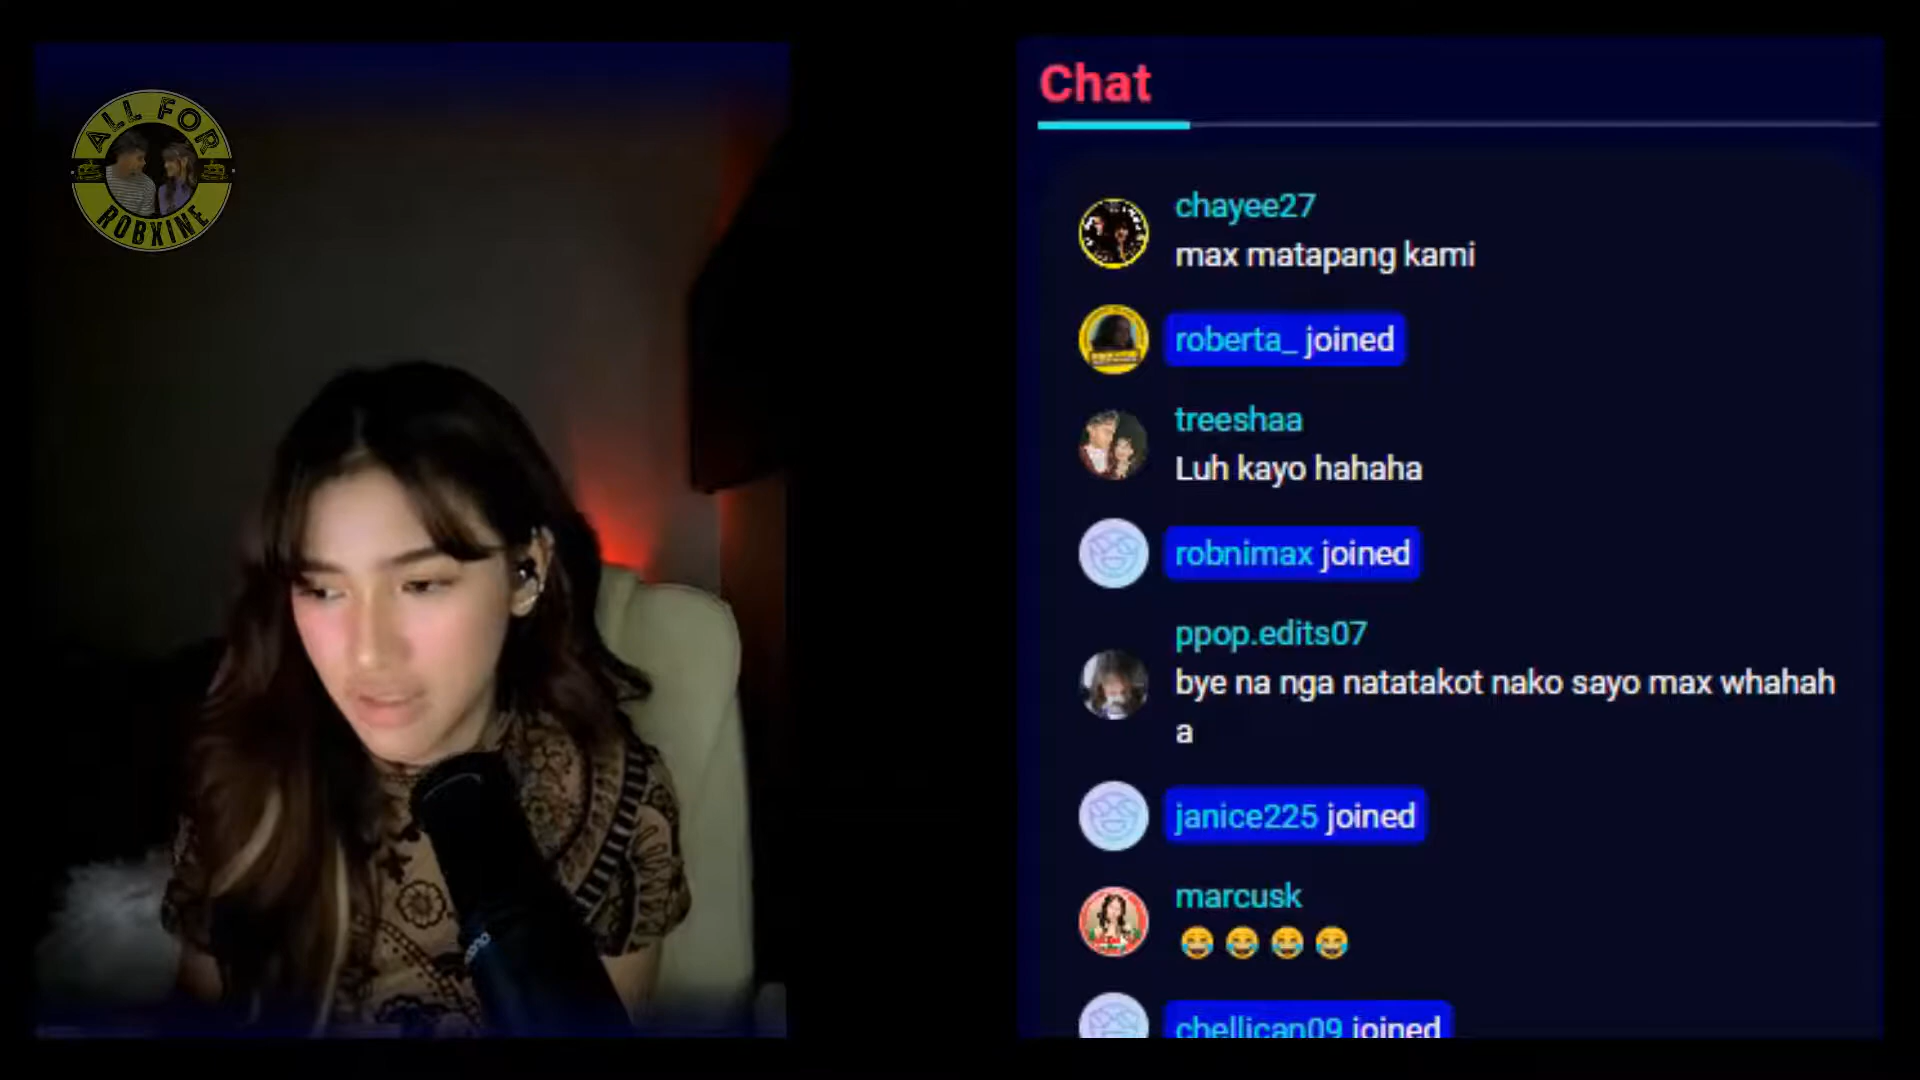 ALL FOR
ROBXINE
Chat
chayee27
max matapang kami
roberta_ joined
treeshaa
Luh kayo hahaha
robnimax joined
ppop.edits07
bye na nga natatakot nako sayo max whahah
a
janice225 joined
marcusk
😂 😂 😂 😂
chellican09 joined